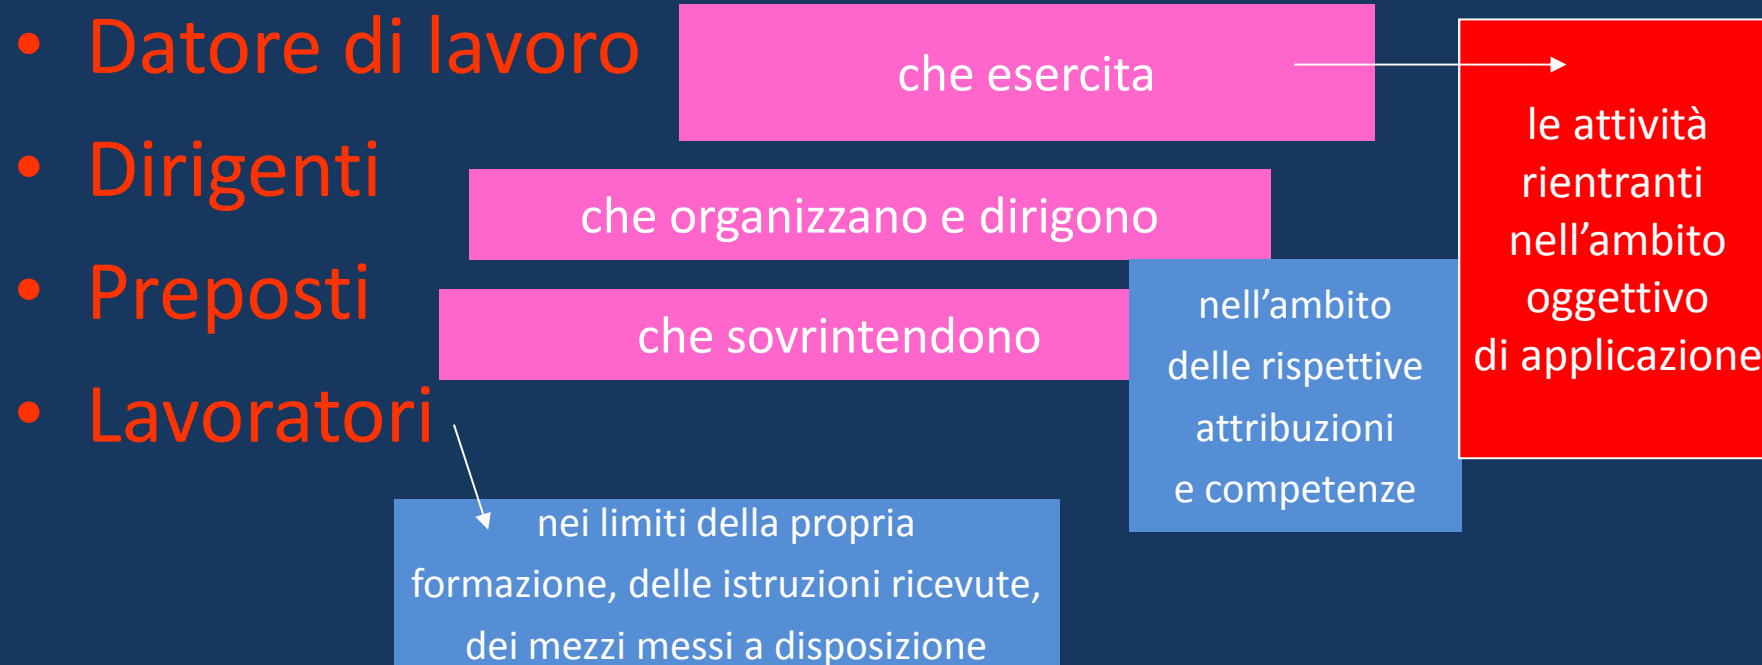 • Datore di lavoro
che esercita
le attività
rientranti
nell’ambito
oggettivo
di applicazione
• Dirigenti
che organizzano e dirigono
• Preposti
che sovrintendono
nell’ambito
delle rispettive
attribuzioni
e competenze
• Lavoratori
nei limiti della propria
formazione, delle istruzioni ricevute,
dei mezzi messi a disposizione